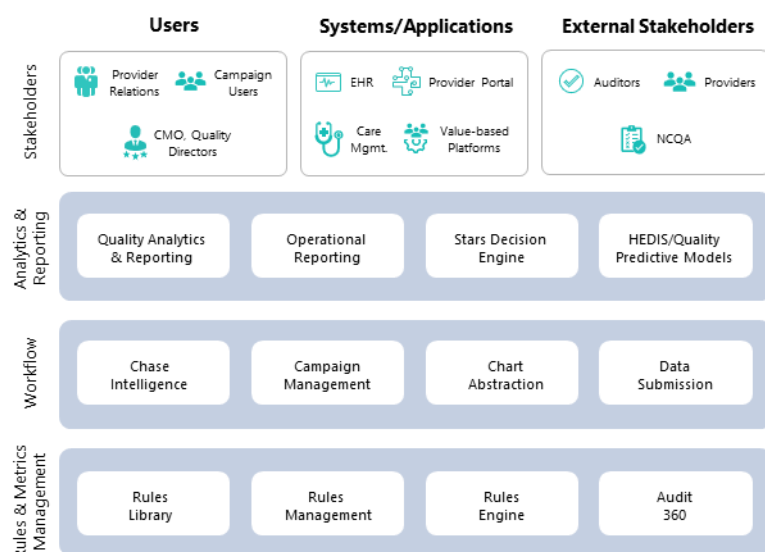 Users
Systems/Applications
External Stakeholders
Stakeholders
Provider
Relations
Campaign
Users
CMO, Quality
Directors
EHR
Provider Portal
Care
Mgmt.
Value-based
Platforms
Auditors
Providers
NCQA
Analytics &
Reporting
Quality Analytics
& Reporting
Operational
Reporting
Stars Decision
Engine
HEDIS/Quality
Predictive Models
Workflow
Chase
Intelligence
Campaign
Management
Chart
Abstraction
Data
Submission
Rules & Metrics
Management
Rules
Library
Rules
Management
Rules
Engine
Audit
360